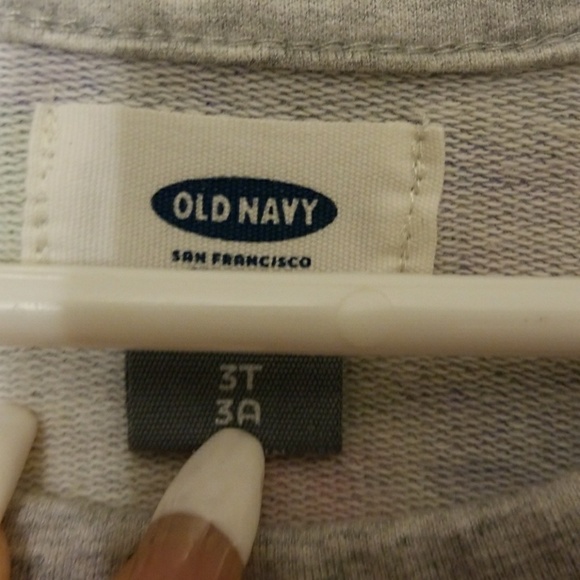 OLD NAVY
SAN FRANCISCO
3T
3A